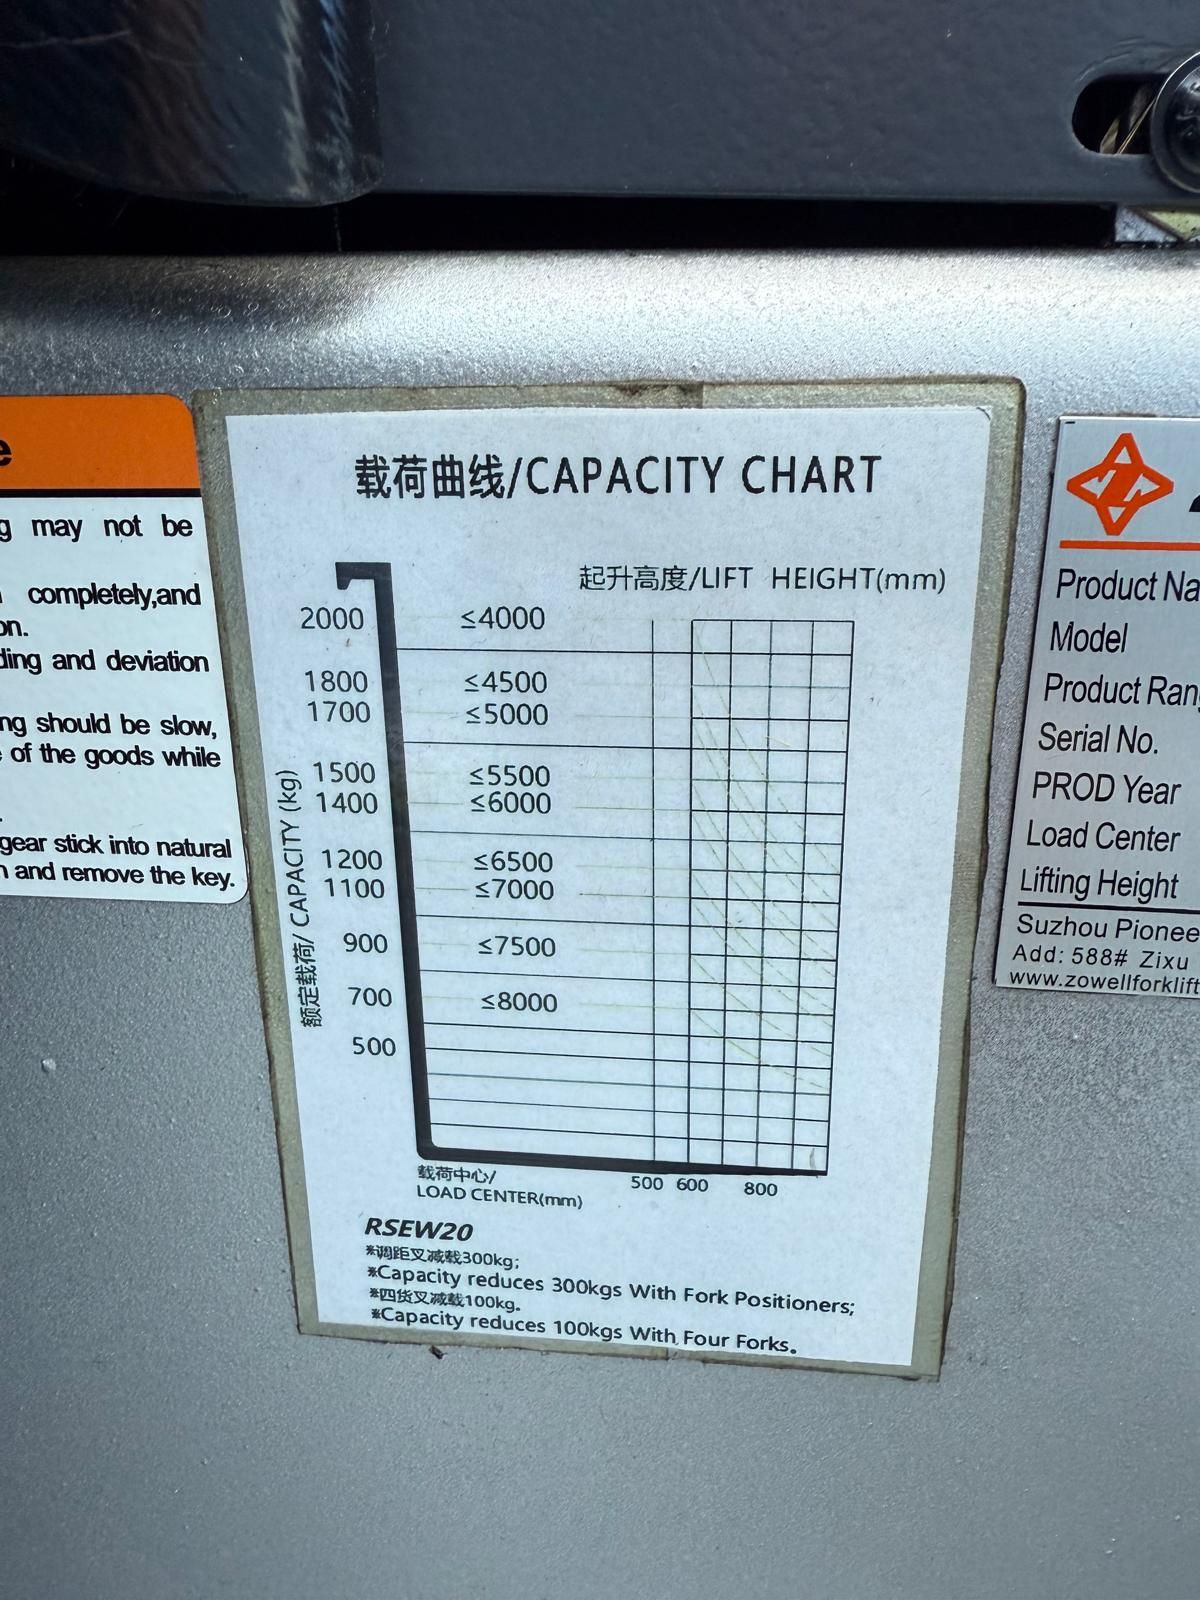 e
g may not be
completely,and
on.
ding and deviation
ng should be slow,
of the goods while
gear stick into natural
and remove the key.
载荷曲线/CAPACITY CHART
起升高度/LIFT HEIGHT(mm)
2000 ≤4000
1800 ≤4500
1700 ≤5000
1500 ≤5500
1400 ≤6000
1200 ≤6500
1100 ≤7000
900 ≤7500
700 ≤8000
500
额定载荷/ CAPACITY (kg)
载荷中心/
LOAD CENTER(mm)
500 600 800
RSEW20
※调距叉减载300kg;
※Capacity reduces 300kgs With Fork Positioners;
※四货叉减载100kg。
※Capacity reduces 100kgs With Four Forks。
Product Na
Model
Product Rang
Serial No.
PROD Year
Load Center
Lifting Height
Suzhou Pionee
Add: 588# Zixu
www.zowellforklift